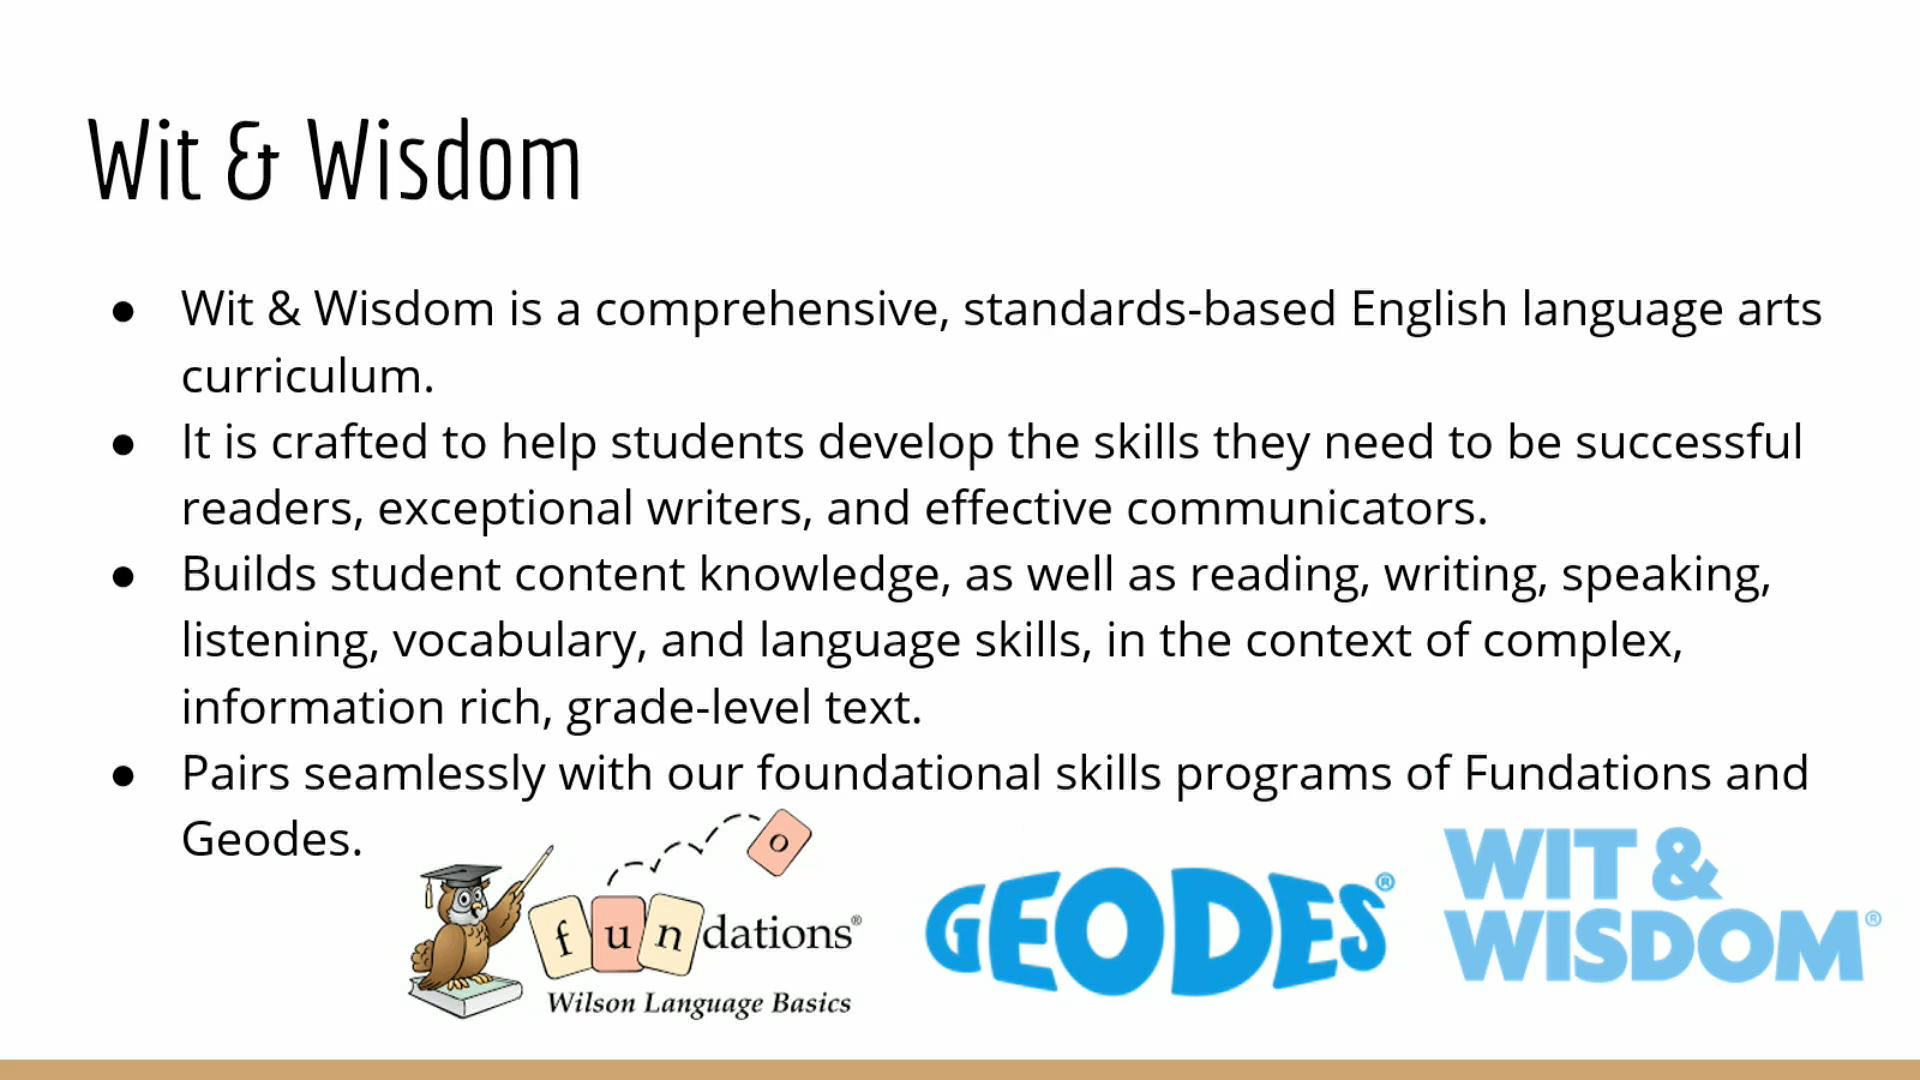 Wit & Wisdom
● Wit & Wisdom is a comprehensive, standards-based English language arts
curriculum.
● It is crafted to help students develop the skills they need to be successful
readers, exceptional writers, and effective communicators.
● Builds student content knowledge, as well as reading, writing, speaking,
listening, vocabulary, and language skills, in the context of complex,
information rich, grade-level text.
● Pairs seamlessly with our foundational skills programs of Fundations and
Geodes.
o
fundations®
Wilson Language Basics
GEODES®
WIT &
WISDOM®